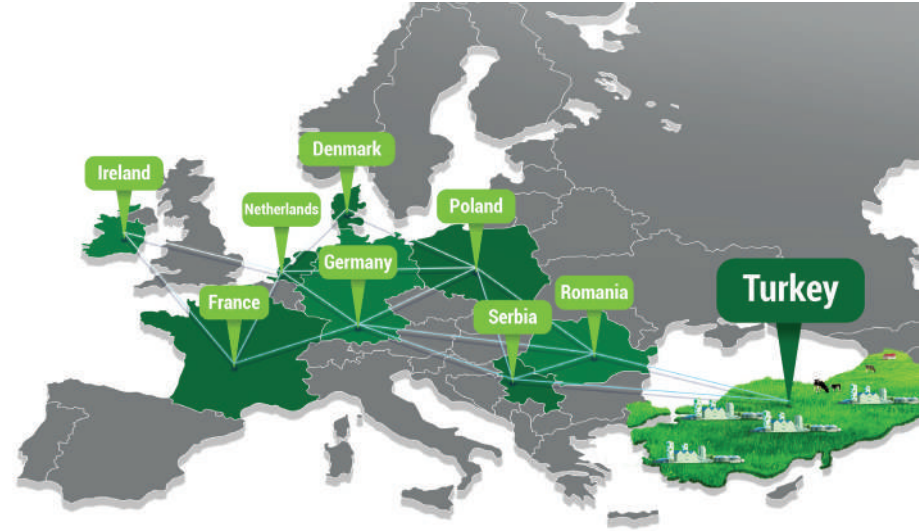 Denmark
Ireland
Netherlands
Poland
Germany
Turkey
France
Romania
Serbia